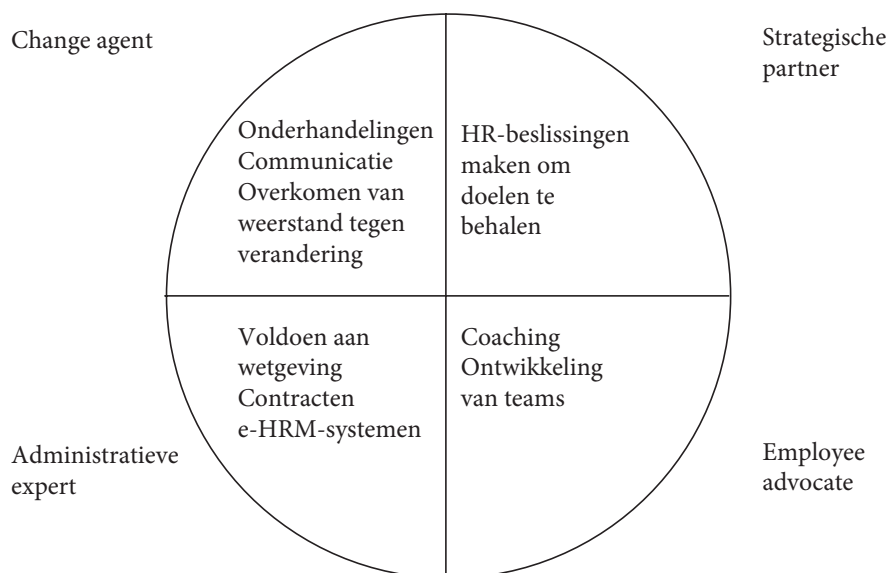 Change agent
Strategische
partner
Onderhandelingen
Communicatie
Overkomen van
weerstand tegen
verandering
HR-beslissingen
maken om
doelen te
behalen
Voldoen aan
wetgeving
Contracten
e-HRM-systemen
Coaching
Ontwikkeling
van teams
Administratieve
expert
Employee
advocate